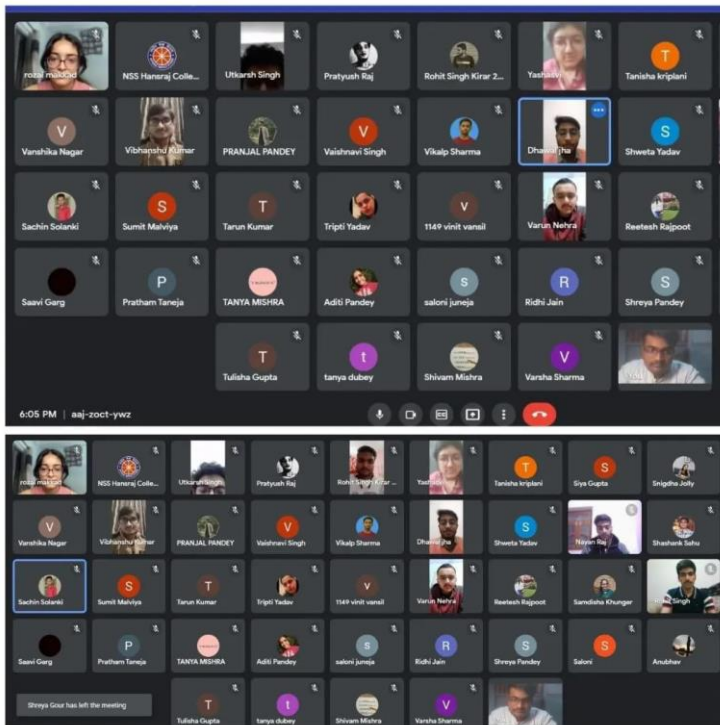 rozal makkad NSS Hansraj Colle... Utkarsh Singh Pratyush Raj Rohit Singh Kirar 2... Yashasvi T Tanisha kriplani
V Vanshika Nagar Vibhanshu Kumar PRANJAL PANDEY V Vaishnavi Singh Vikalp Sharma Dhawal jha S Shweta Yadav
Sachin Solanki S Sumit Malviya T Tarun Kumar Tripti Yadav v 1149 vinit vansil Varun Nehra Reetesh Rajpoot
Saavi Garg P Pratham Taneja TANYA MISHRA Aditi Pandey s saloni juneja R Ridhi Jain S Shreya Pandey
T Tulisha Gupta t tanya dubey Shivam Mishra V Varsha Sharma
6:05 PM | aaj-zoct-ywz
rozal makkad NSS Hansraj Colle... Utkarsh Singh Pratyush Raj Rohit Singh Kirar ... Yashasvi T Tanisha kriplani S Siya Gupta Snigdha Jolly
V Vanshika Nagar Vibhanshu Kumar PRANJAL PANDEY V Vaishnavi Singh Vikalp Sharma Dhawal jha S Shweta Yadav Nayan Raj Shashank Sahu
Sachin Solanki S Sumit Malviya T Tarun Kumar Tripti Yadav v 1149 vinit vansil Varun Nehra Reetesh Rajpoot Samdisha Khungar Singh
Saavi Garg P Pratham Taneja TANYA MISHRA Aditi Pandey s saloni juneja R Ridhi Jain S Shreya Pandey S Saloni Anubhav
Shreya Gour has left the meeting T Tulisha Gupta t tanya dubey Shivam Mishra V Varsha Sharma